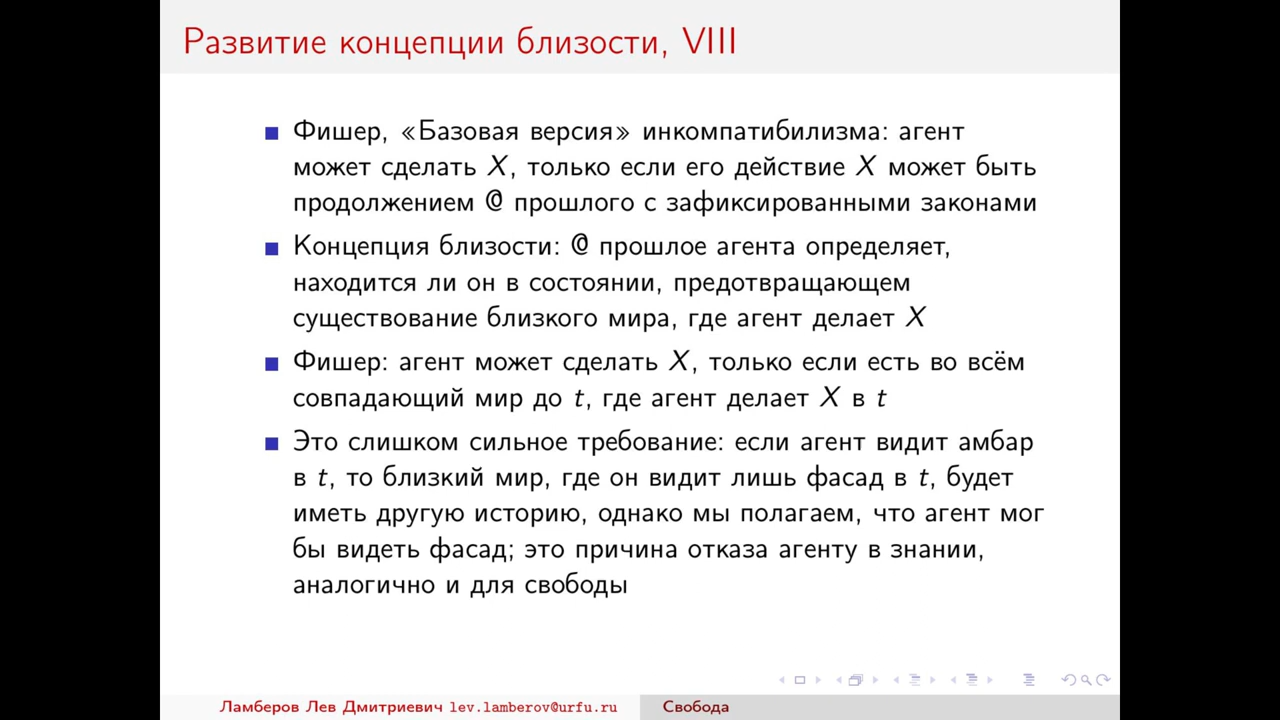 Развитие концепции близости, VIII
Фишер, «Базовая версия» инкомпатибилизма: агент
может сделать X, только если его действие X может быть
продолжением @ прошлого с зафиксированными законами
Концепция близости: @ прошлое агента определяет,
находится ли он в состоянии, предотвращающем
существование близкого мира, где агент делает X
Фишер: агент может сделать X, только если есть во всём
совпадающий мир до t, где агент делает X в t
Это слишком сильное требование: если агент видит амбар
в t, то близкий мир, где он видит лишь фасад в t, будет
иметь другую историю, однако мы полагаем, что агент мог
бы видеть фасад; это причина отказа агенту в знании,
аналогично и для свободы
Ламберов Лев Дмитриевич lev.lamberov@urfu.ru Свобода